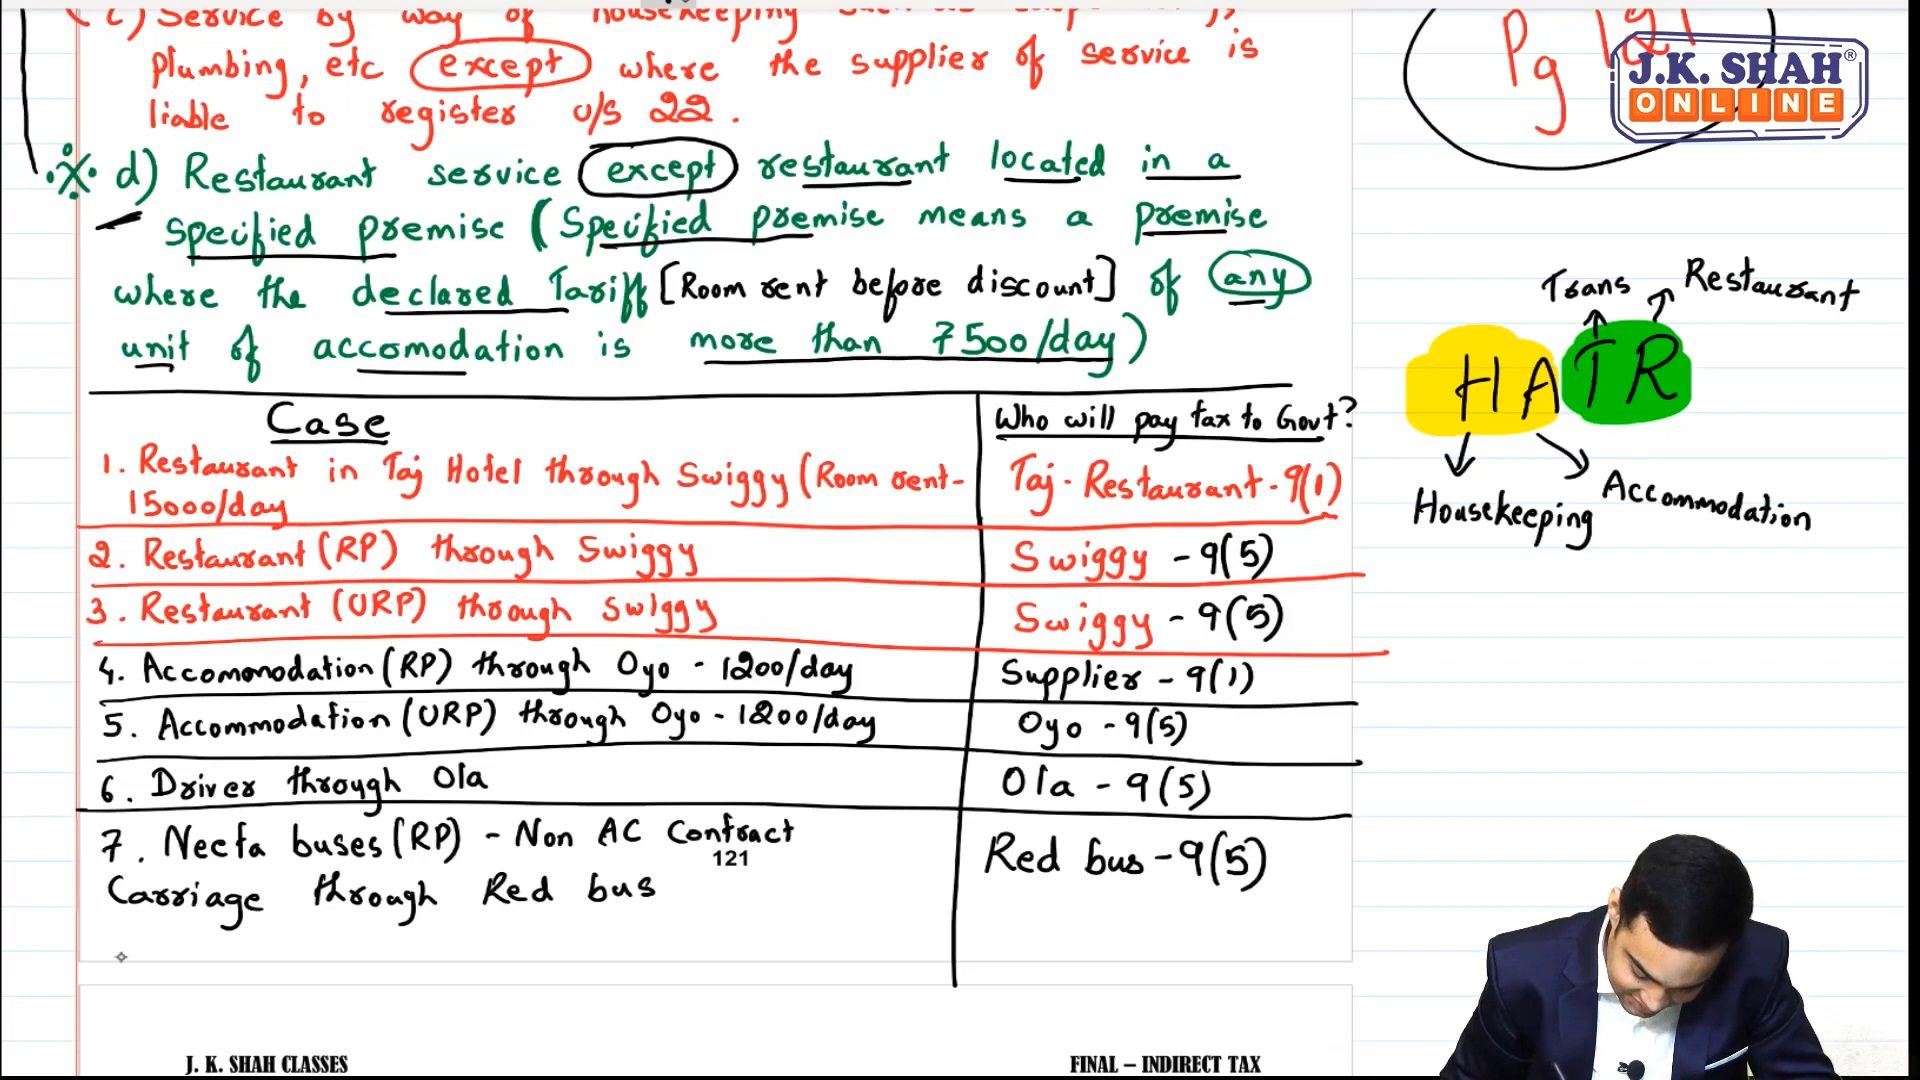 (c) Service by way of housekeeping such as
plumbing, etc except where the supplier of service is
liable to register u/s 22.
d) Restaurant service except restaurant located in a
specified premise (Specified premise means a premise
where the declared Tariff [Room rent before discount] of any
unit of accomodation is more than 7500/day)
Case
Who will pay tax to Govt?
1. Restaurant in Taj Hotel through Swiggy (Room rent-
15000/day
Taj - Restaurant - 9(1)
2. Restaurant (RP) through Swiggy
Swiggy - 9(5)
3. Restaurant (URP) through Swiggy
Swiggy - 9(5)
4. Accomonodation (RP) through Oyo - 1200/day
Supplier - 9(1)
5. Accommodation (URP) through Oyo - 1200/day
Oyo - 9(5)
6. Driver through Ola
Ola - 9(5)
7. Neeta buses (RP) - Non AC Contract
Carriage through Red bus
Red bus - 9(5)
121
J. K. SHAH CLASSES
FINAL – INDIRECT TAX
Pg 121
J.K. SHAH®
ONLINE
Trans
Restaurant
HATR
Housekeeping
Accommodation